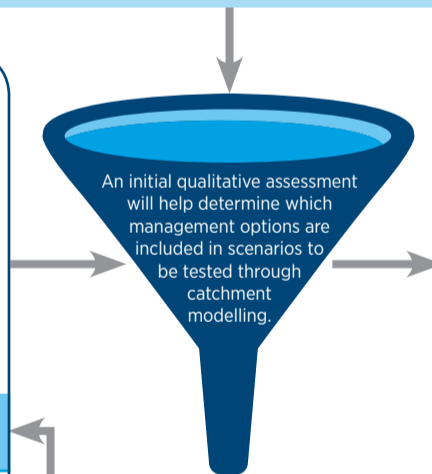 An initial qualitative assessment
will help determine which
management options are
included in scenarios to
be tested through
catchment
modelling.